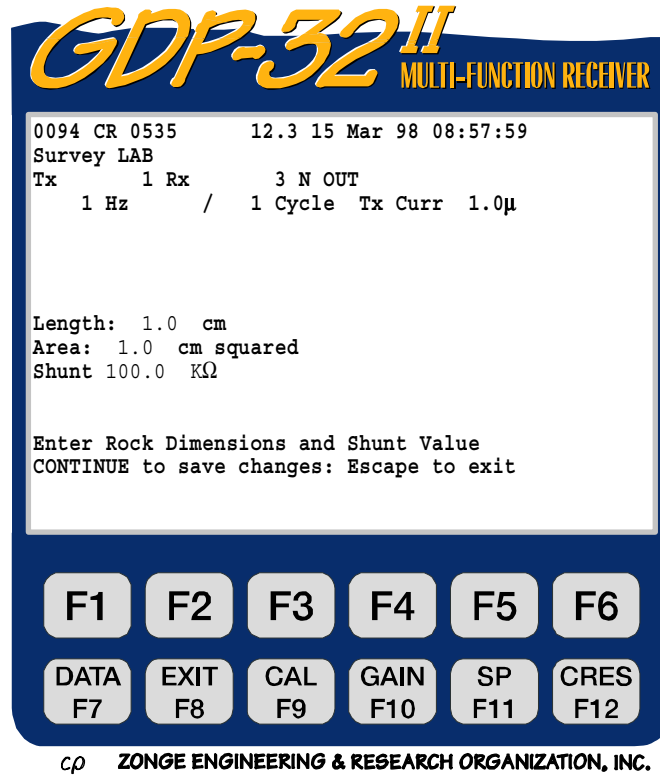 GDP-32 II
MULTI-FUNCTION RECEIVER
0094 CR 0535 12.3 15 Mar 98 08:57:59
Survey LAB
Tx 1 Rx 3 N OUT
1 Hz / 1 Cycle Tx Curr 1.0µ
Length: 1.0 cm
Area: 1.0 cm squared
Shunt 100.0 KΩ
Enter Rock Dimensions and Shunt Value
CONTINUE to save changes: Escape to exit
F1 F2 F3 F4 F5 F6
DATA EXIT CAL GAIN SP CRES
F7 F8 F9 F10 F11 F12
cρ ZONGE ENGINEERING & RESEARCH ORGANIZATION, INC.